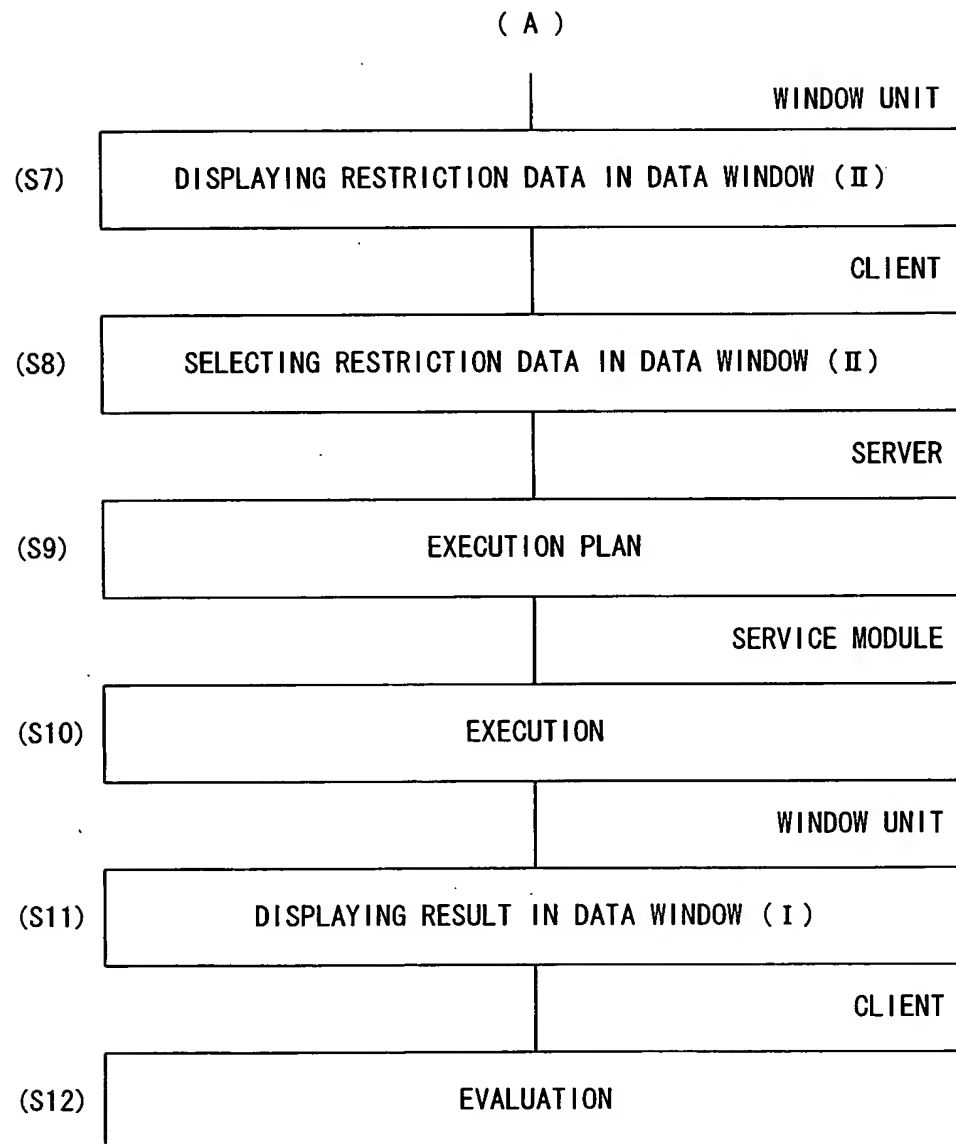 ( A )
WINDOW UNIT
(S7) DISPLAYING RESTRICTION DATA IN DATA WINDOW (II)
CLIENT
(S8) SELECTING RESTRICTION DATA IN DATA WINDOW (II)
SERVER
(S9) EXECUTION PLAN
SERVICE MODULE
(S10) EXECUTION
WINDOW UNIT
(S11) DISPLAYING RESULT IN DATA WINDOW (I)
CLIENT
(S12) EVALUATION